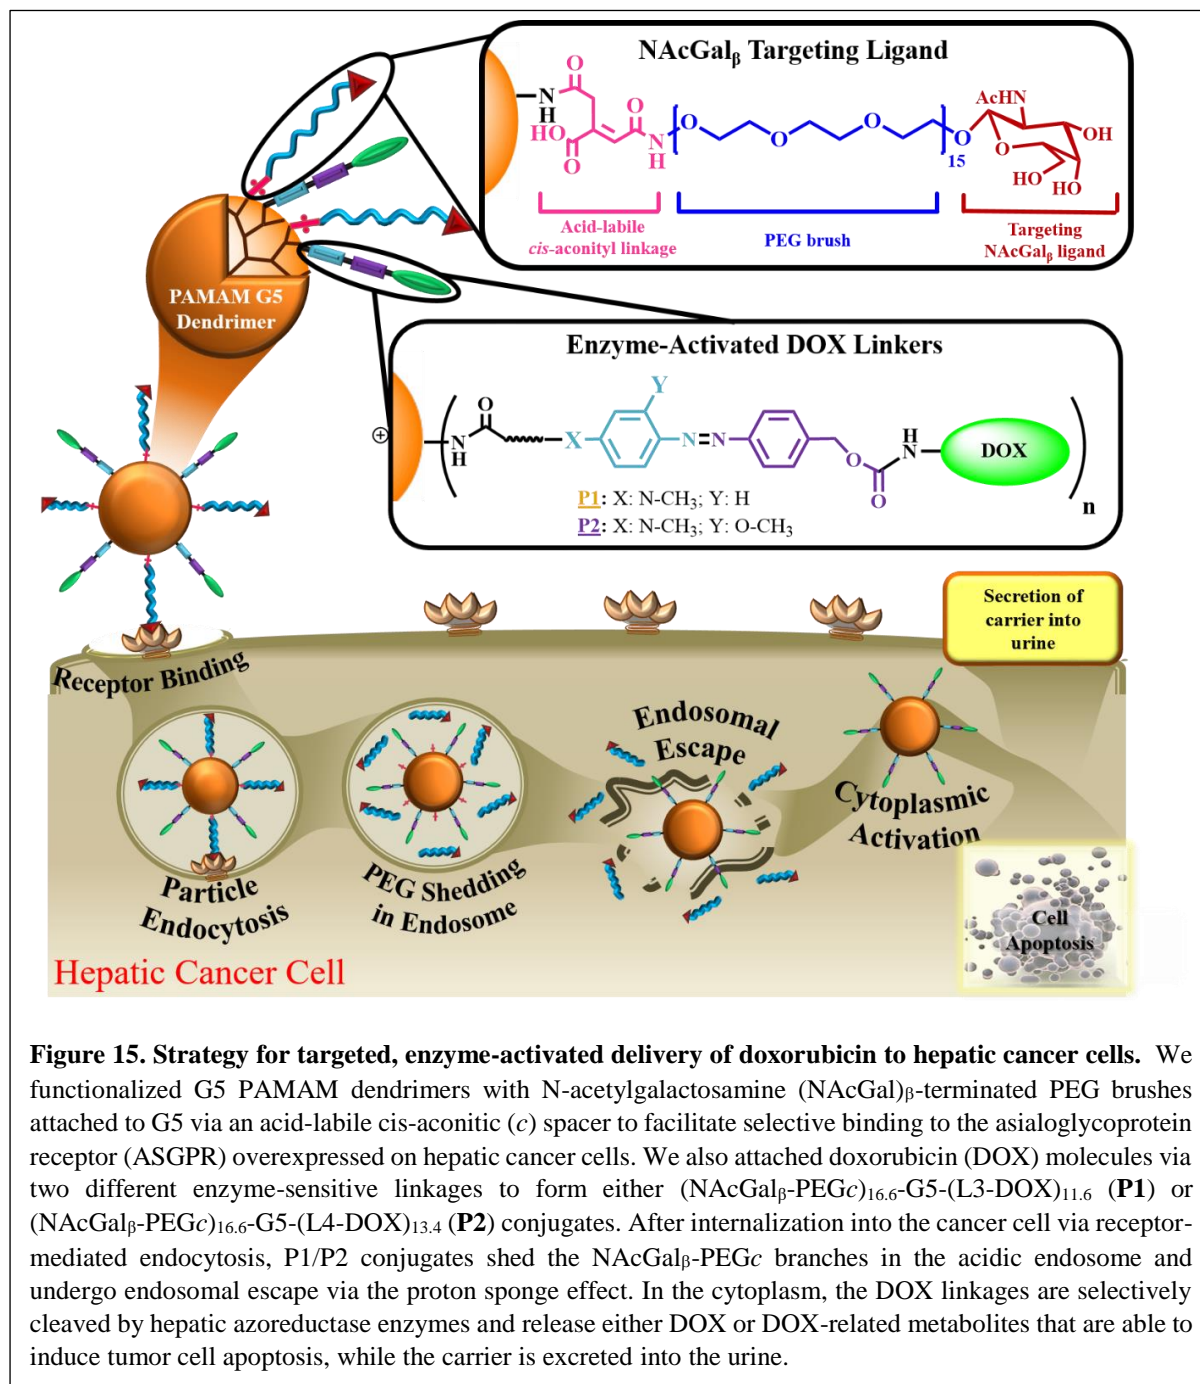 NAcGalβ Targeting Ligand
O
N
H
O
HO
O
O
N
H
O
O
O
O
15
AcHN
O
OH
HO
HO
Acid-labile
cis-aconityl linkage
PEG brush
Targeting
NAcGalβ ligand
PAMAM G5
Dendrimer
Enzyme-Activated DOX Linkers
⊕
N
H
O
X
Y
N=N
O
O
H
N
DOX
n
P1: X: N-CH3; Y: H
P2: X: N-CH3; Y: O-CH3
Secretion of
carrier into
urine
Receptor Binding
Particle
Endocytosis
PEG Shedding
in Endosome
Endosomal
Escape
Cytoplasmic
Activation
Cell
Apoptosis
Hepatic Cancer Cell
Figure 15. Strategy for targeted, enzyme-activated delivery of doxorubicin to hepatic cancer cells. We
functionalized G5 PAMAM dendrimers with N-acetylgalactosamine (NAcGal)β-terminated PEG brushes
attached to G5 via an acid-labile cis-aconitic (c) spacer to facilitate selective binding to the asialoglycoprotein
receptor (ASGPR) overexpressed on hepatic cancer cells. We also attached doxorubicin (DOX) molecules via
two different enzyme-sensitive linkages to form either (NAcGalβ-PEGc)16.6-G5-(L3-DOX)11.6 (P1) or
(NAcGalβ-PEGc)16.6-G5-(L4-DOX)13.4 (P2) conjugates. After internalization into the cancer cell via receptor-
mediated endocytosis, P1/P2 conjugates shed the NAcGalβ-PEGc branches in the acidic endosome and
undergo endosomal escape via the proton sponge effect. In the cytoplasm, the DOX linkages are selectively
cleaved by hepatic azoreductase enzymes and release either DOX or DOX-related metabolites that are able to
induce tumor cell apoptosis, while the carrier is excreted into the urine.